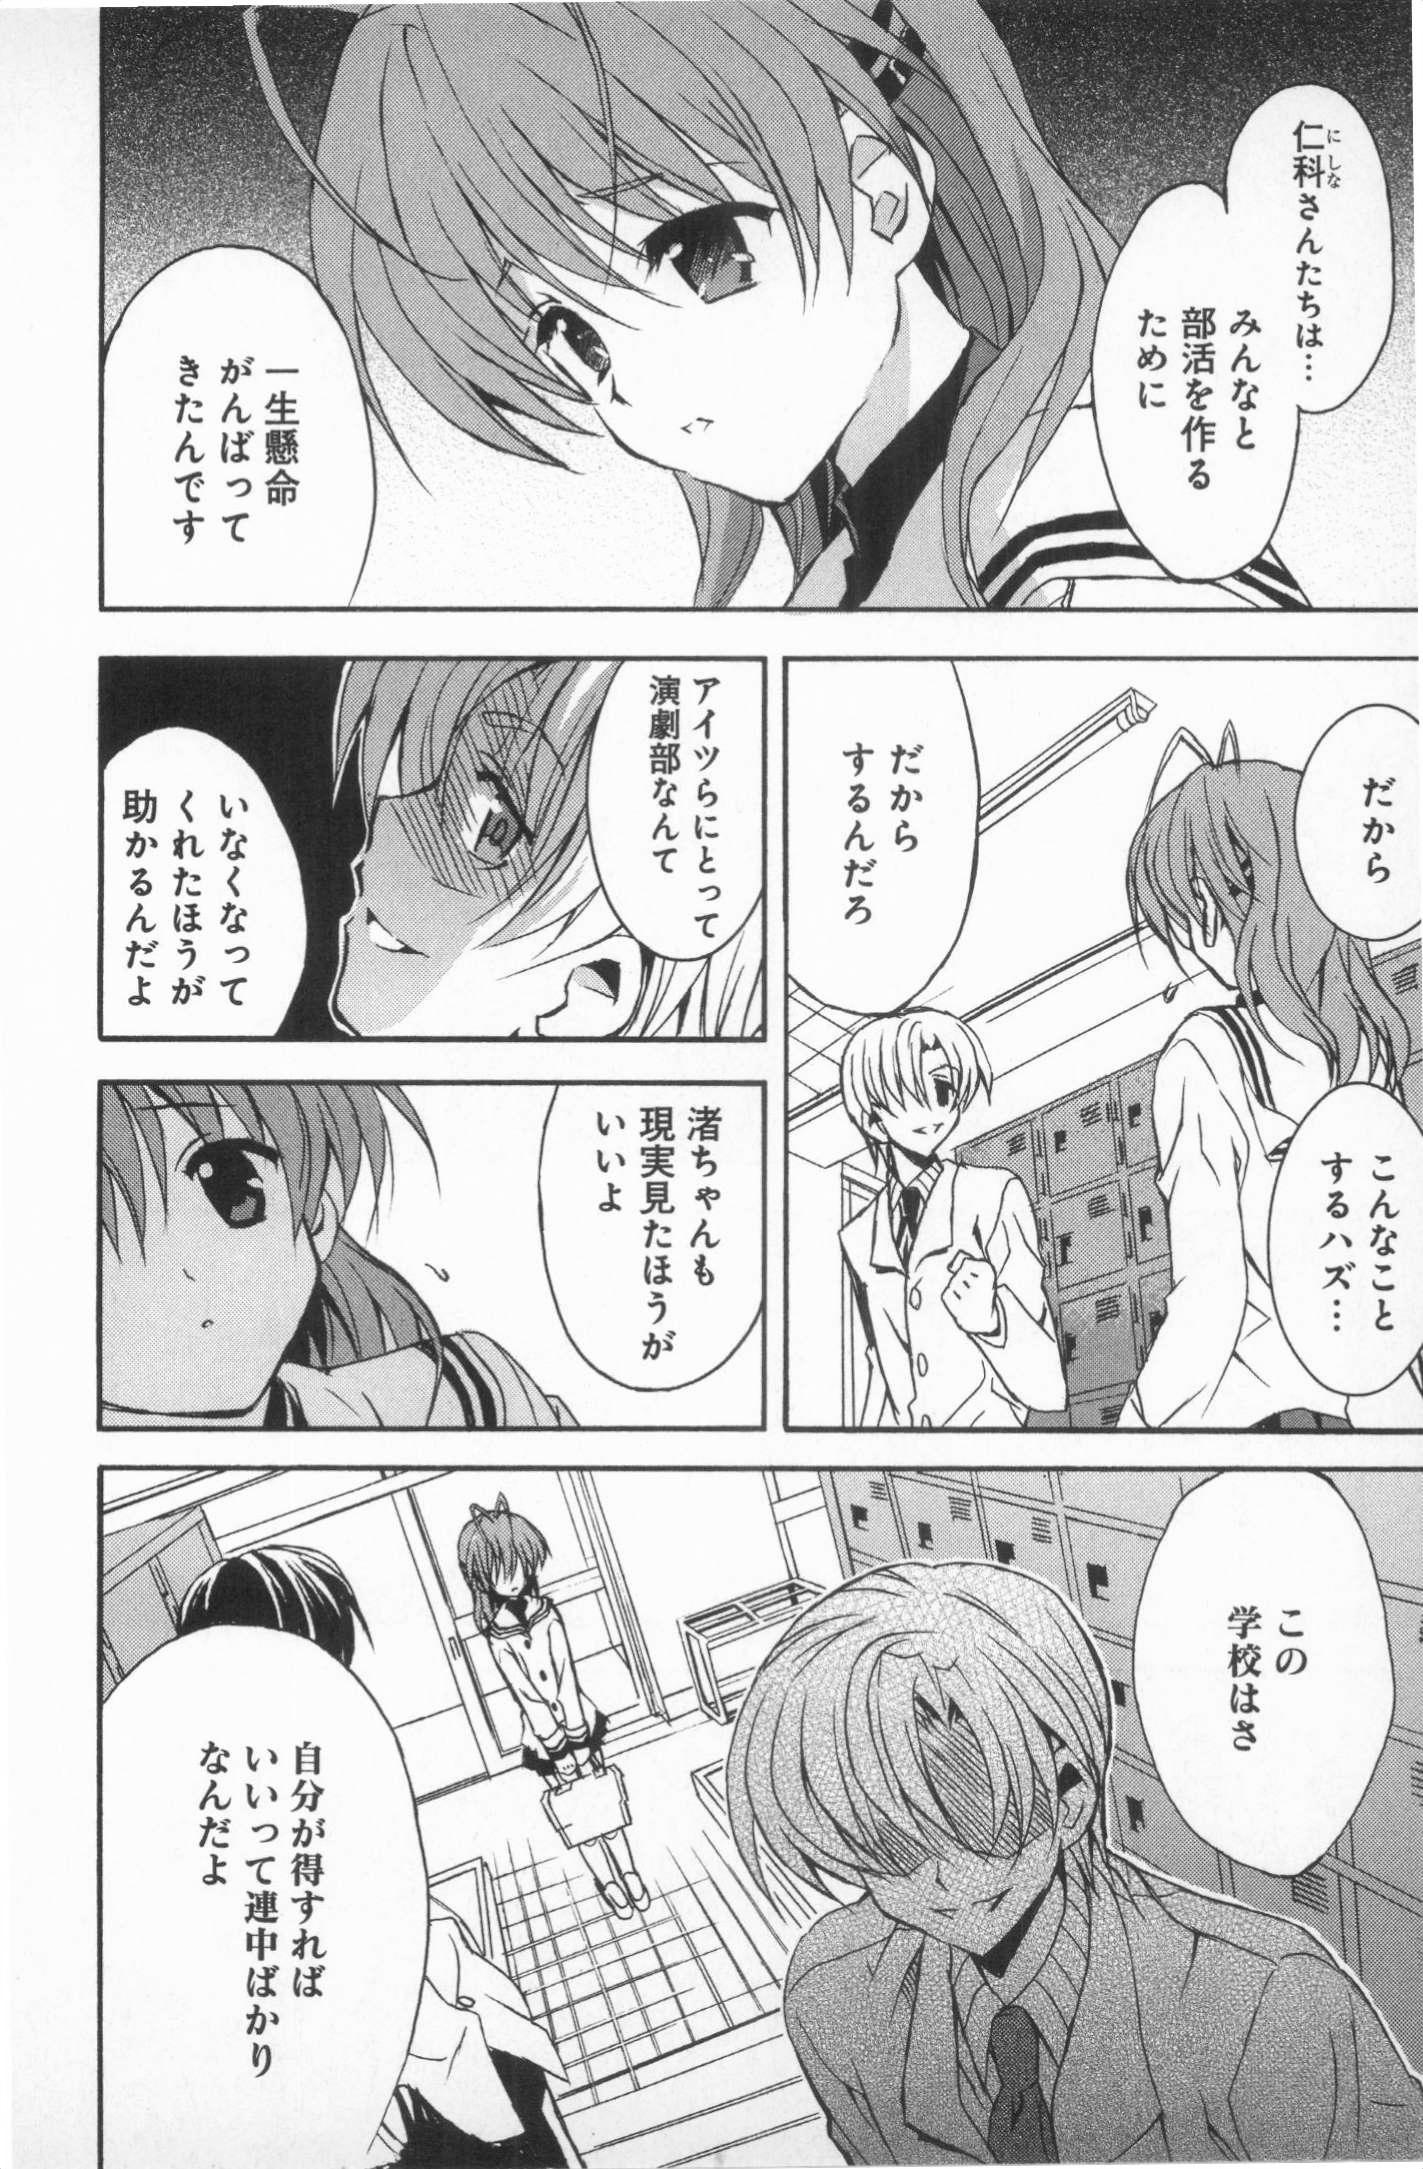 仁科さんたちは…
にしな
みんなと
部活を作る
ために
一生懸命
がんばって
きたんです
だから
こんなこと
するハズ…
だから
するんだろ
アイツらにとって
演劇部なんて
いなくなって
くれたほうが
助かるんだよ
渚ちゃんも
現実見たほうが
いいよ
この
学校はさ
自分が得すれば
いいって連中ばかり
なんだよ